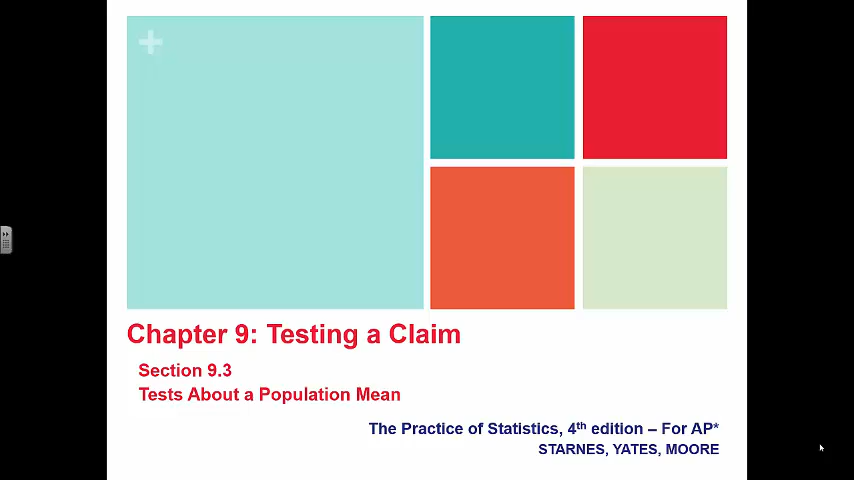 +
Chapter 9: Testing a Claim
Section 9.3
Tests About a Population Mean
The Practice of Statistics, 4th edition – For AP*
STARNES, YATES, MOORE